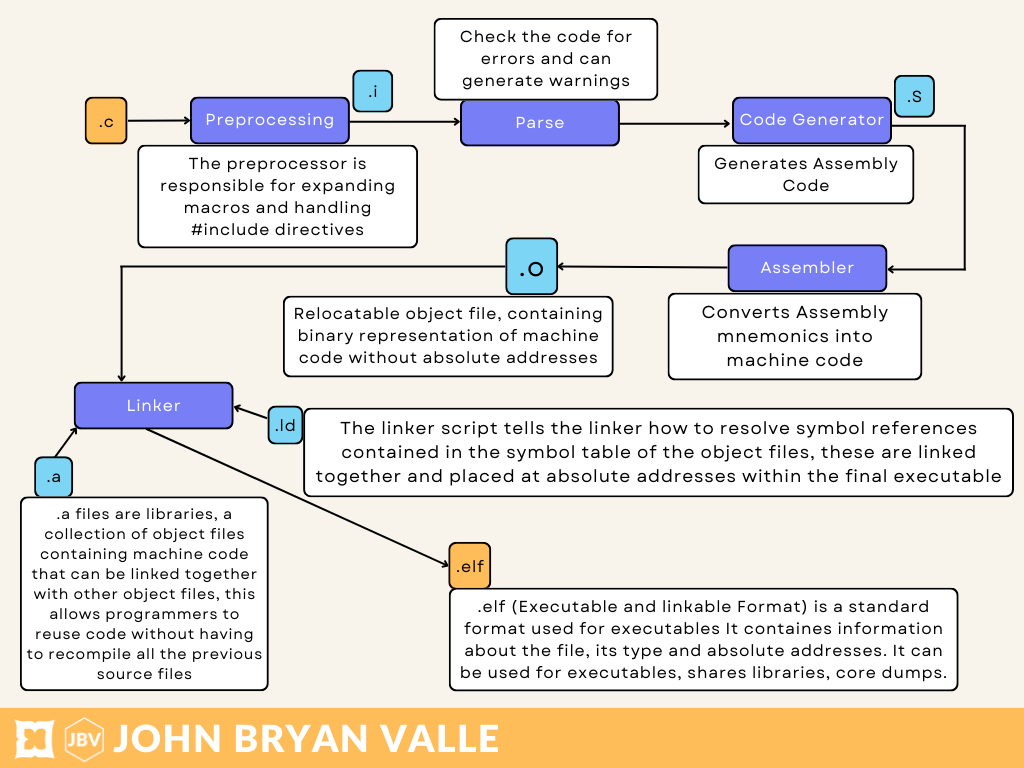 Check the code for
errors and can
generate warnings
.c
Preprocessing
.i
Parse
Code Generator
.S
The preprocessor is
responsible for expanding
macros and handling
#include directives
Generates Assembly
Code
.o
Assembler
Relocatable object file, containing
binary representation of machine
code without absolute addresses
Converts Assembly
mnemonics into
machine code
Linker
.ld
The linker script tells the linker how to resolve symbol references
contained in the symbol table of the object files, these are linked
together and placed at absolute addresses within the final executable
.a
.a files are libraries, a
collection of object files
containing machine code
that can be linked together
with other object files, this
allows programmers to
reuse code without having
to recompile all the previous
source files
.elf
.elf (Executable and linkable Format) is a standard
format used for executables It containes information
about the file, its type and absolute addresses. It can
be used for executables, shares libraries, core dumps.
JBV
JOHN BRYAN VALLE